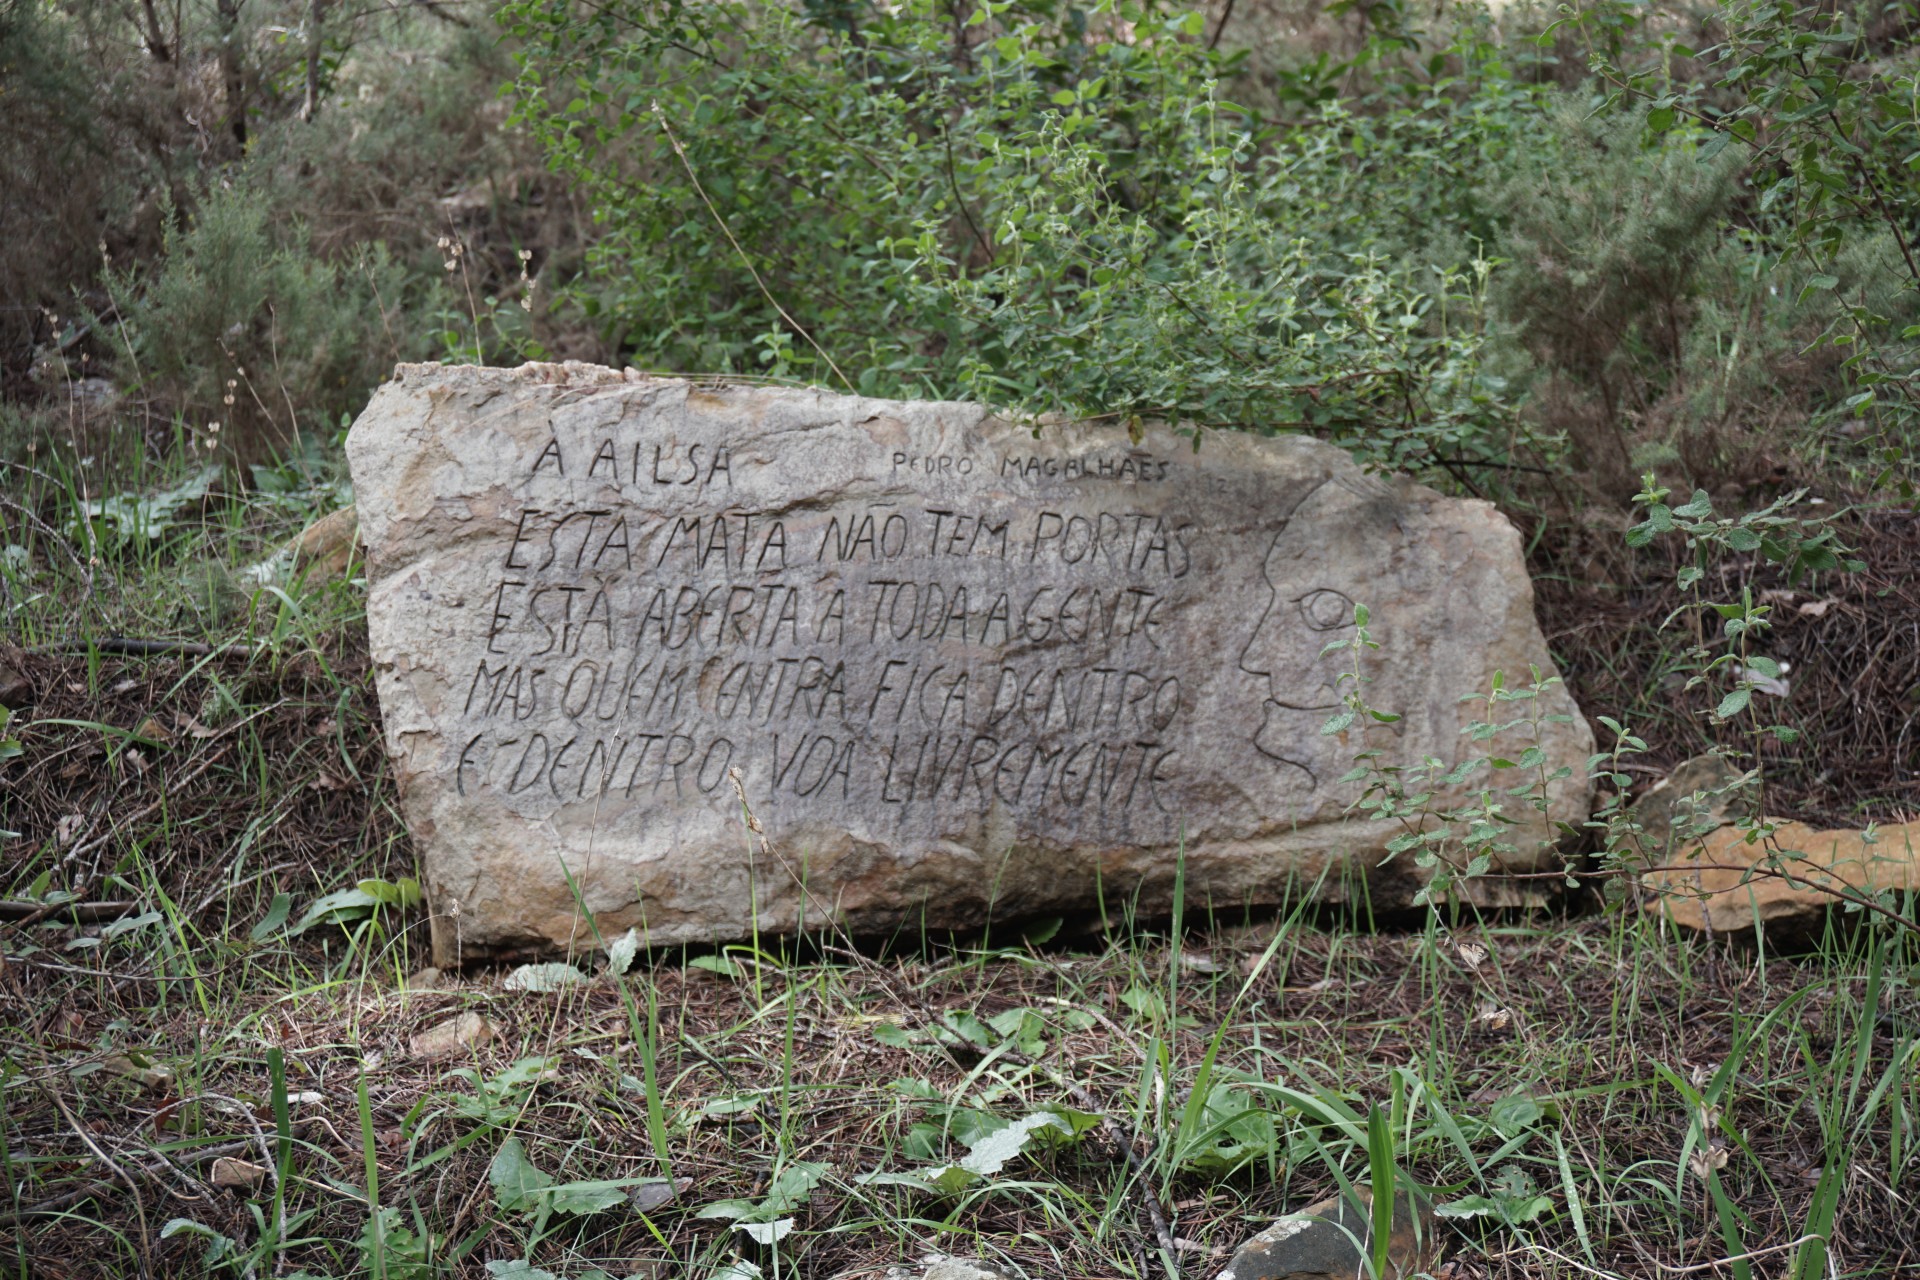 À AILSA PEDRO MAGALHÃES
ESTA MATA NÃO TEM PORTAS
ESTÁ ABERTA A TODA A GENTE
MAS QUEM ENTRA FICA DENTRO
E DENTRO VOA LIVREMENTE